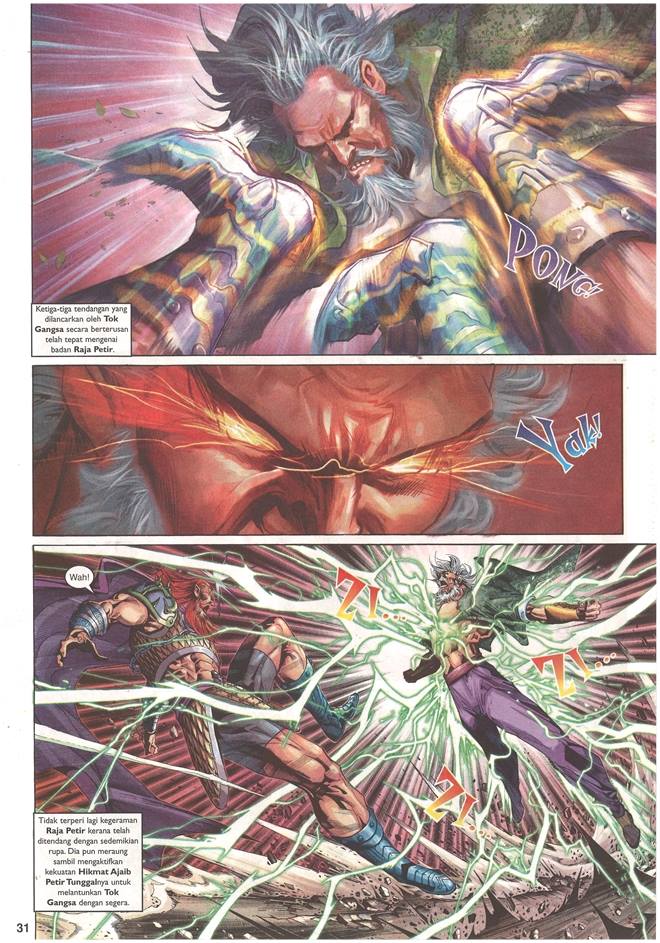 PONG!
Ketiga-tiga tendangan yang
dilancarkan oleh Tok
Gangsa secara berterusan
telah tepat mengenai
badan Raja Petir.
Yak!
Wah!
ZI...
ZI...
ZI...
Tidak terperi lagi kegeraman
Raja Petir kerana telah
ditendang dengan sedemikian
rupa. Dia pun meraung
sambil mengaktifkan
kekuatan Hikmat Ajaib
Petir Tunggalnya untuk
melantunkan Tok
Gangsa dengan segera.
31